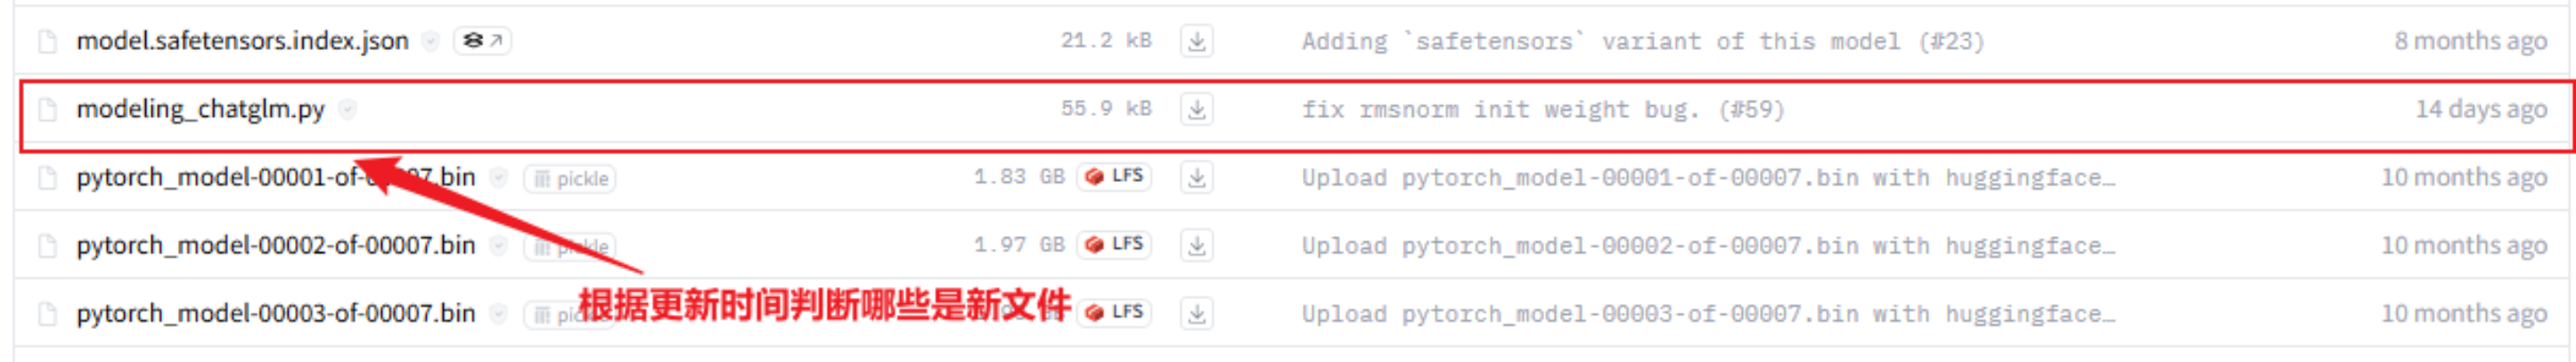 model.safetensors.index.json 21.2 kB Adding `safetensors` variant of this model (#23) 8 months ago
modeling_chatglm.py 55.9 kB fix rmsnorm init weight bug. (#59) 14 days ago
pytorch_model-00001-of-00007.bin pickle 1.83 GB LFS Upload pytorch_model-00001-of-00007.bin with huggingface… 10 months ago
pytorch_model-00002-of-00007.bin pickle 1.97 GB LFS Upload pytorch_model-00002-of-00007.bin with huggingface… 10 months ago
pytorch_model-00003-of-00007.bin LFS Upload pytorch_model-00003-of-00007.bin with huggingface… 10 months ago
根据更新时间判断哪些是新文件